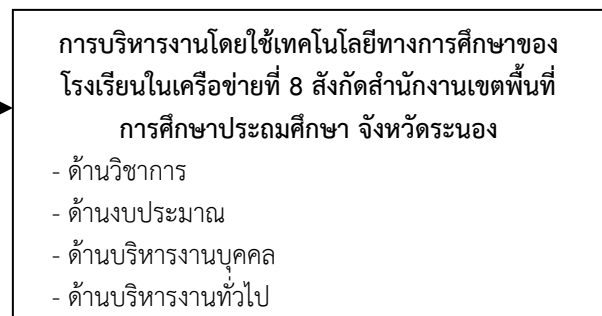 การบริหารงานโดยใช้เทคโนโลยีทางการศึกษาของ
โรงเรียนในเครือข่ายที่ 8 สังกัดสำนักงานเขตพื้นที่
การศึกษาประถมศึกษา จังหวัดระนอง
- ด้านวิชาการ
- ด้านงบประมาณ
- ด้านบริหารงานบุคคล
- ด้านบริหารงานทั่วไป